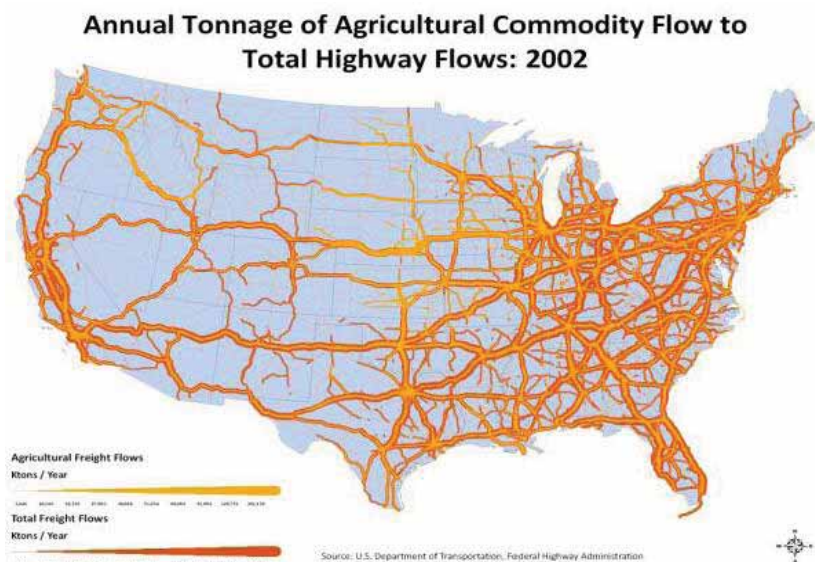 Annual Tonnage of Agricultural Commodity Flow to
Total Highway Flows: 2002
Agricultural Freight Flows
Ktons / Year
Total Freight Flows
Ktons / Year
Source: U.S. Department of Transportation, Federal Highway Administration